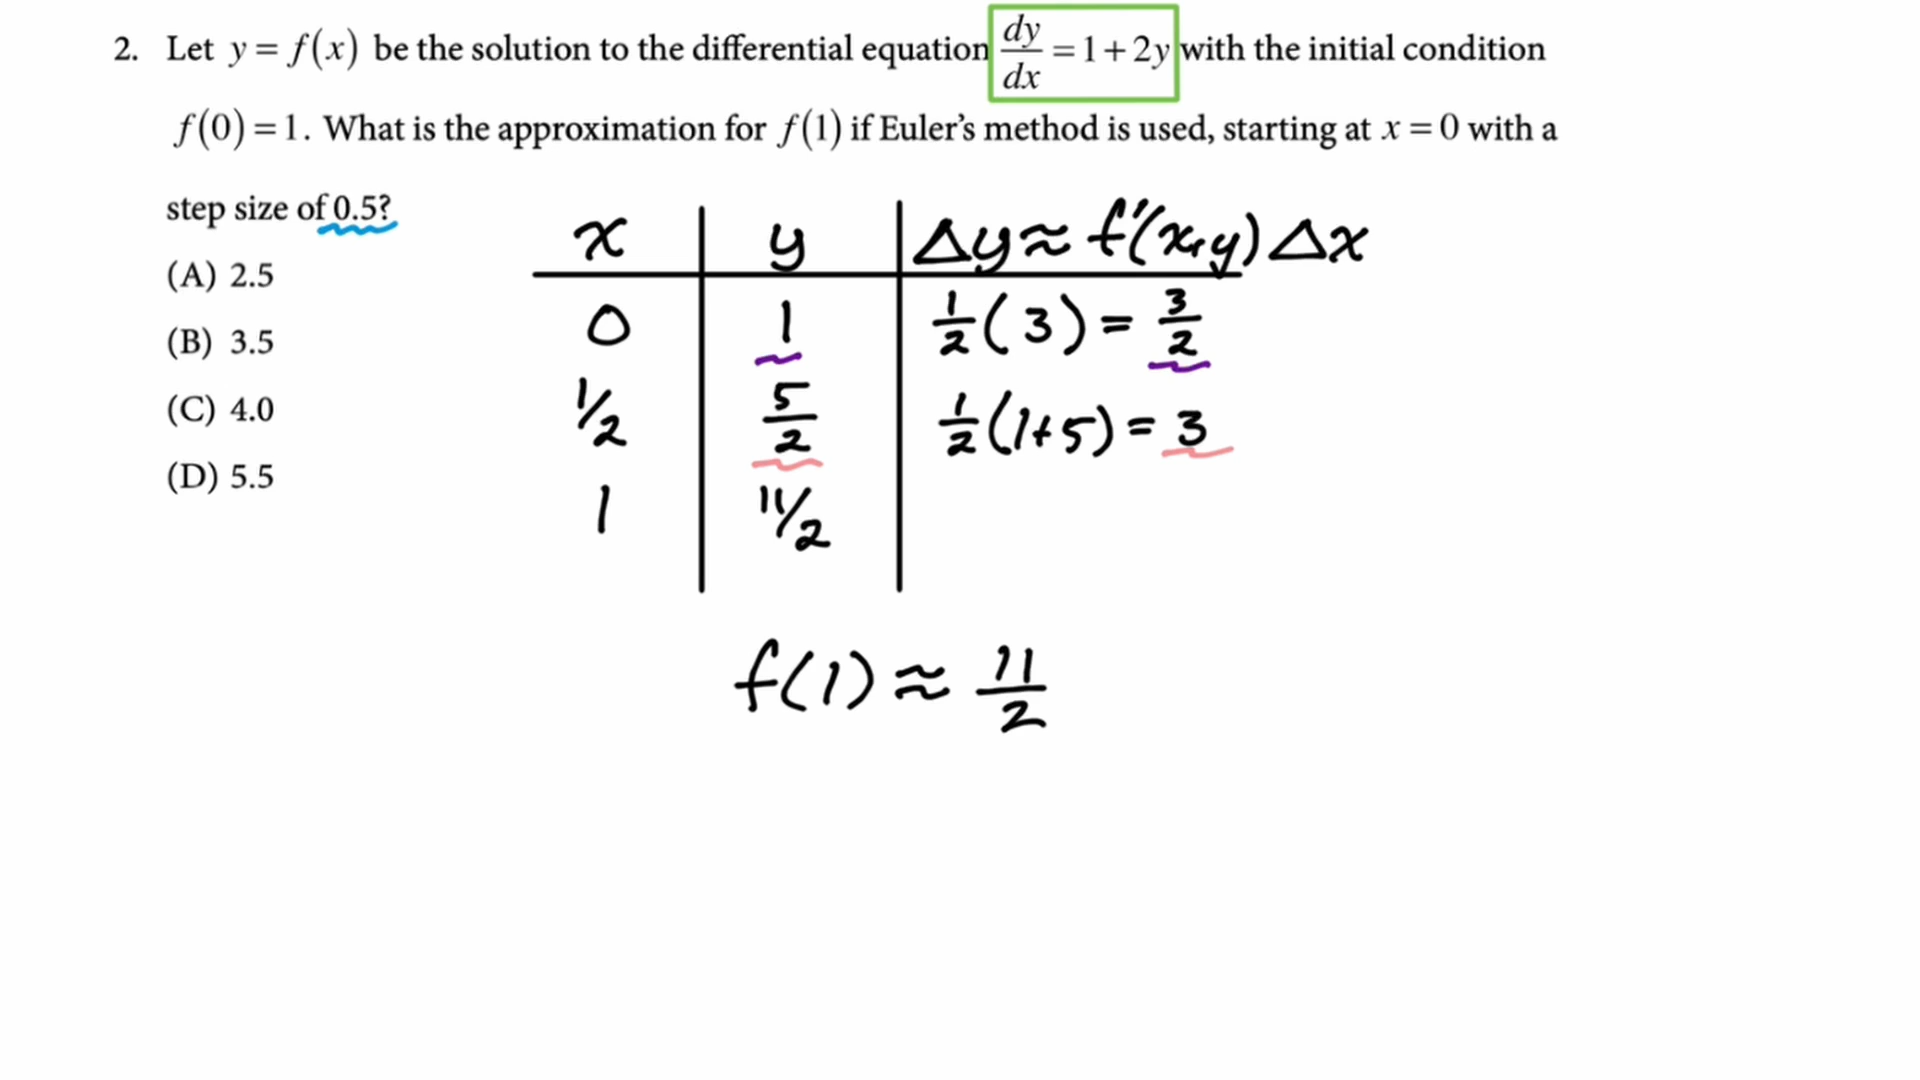 2. Let y = f(x) be the solution to the differential equation dy/dx = 1 + 2y with the initial condition
f(0) = 1. What is the approximation for f(1) if Euler's method is used, starting at x = 0 with a
step size of 0.5?
(A) 2.5
(B) 3.5
(C) 4.0
(D) 5.5
x y Δy ≈ f'(x,y) Δx
0 1 1/2 (3) = 3/2
1/2 5/2 1/2 (1+5) = 3
1 11/2
f(1) ≈ 11/2